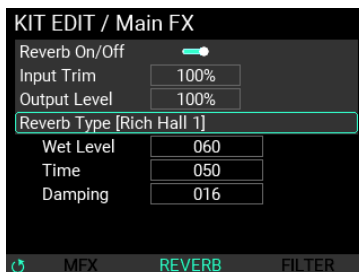 KIT EDIT / Main FX
Reverb On/Off
Input Trim 100%
Output Level 100%
Reverb Type [Rich Hall 1]
Wet Level 060
Time 050
Damping 016
MFX REVERB FILTER